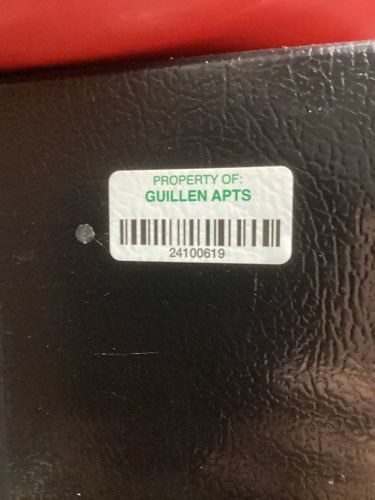 PROPERTY OF:
GUILLEN APTS
24100619